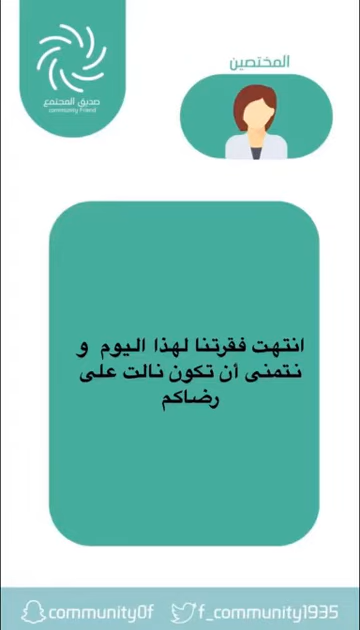 صديق المجتمع
community Friend
المختصين
انتهت فقرتنا لهذا اليوم و
نتمنى أن تكون نالت على
رضاكم
community0f
f_community1935